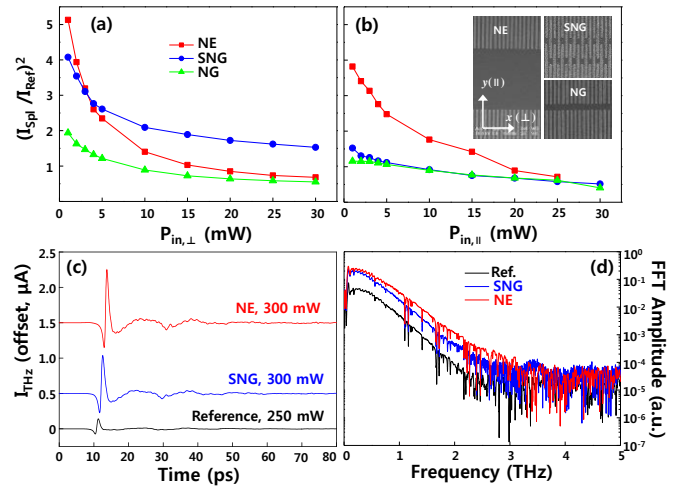 (a)
NE
SNG
NG
(I_Spl /I_Ref)^2
5
4
3
2
1
0 5 10 15 20 25 30
P_in,⊥ (mW)
(b)
NE
SNG
NG
y(∥)
x (⊥)
5
4
3
2
1
0 5 10 15 20 25 30
P_in,∥ (mW)
(c)
NE, 300 mW
SNG, 300 mW
Reference, 250 mW
I_THz (offset, μA)
2.5
2.0
1.5
1.0
0.5
0
0 10 20 30 40 50 60 70 80
Time (ps)
(d)
Ref.
SNG
NE
10^0
10^-1
10^-2
10^-3
10^-4
10^-5
10^-6
10^-7
FFT Amplitude (a.u.)
0 1 2 3 4 5
Frequency (THz)